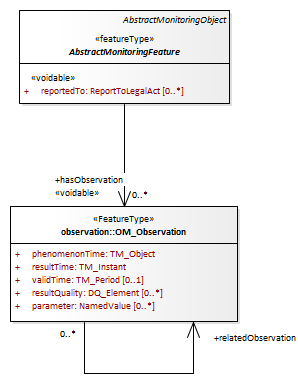 AbstractMonitoringObject
«featureType»
AbstractMonitoringFeature
«voidable»
+ reportedTo: ReportToLegalAct [0..*]
+hasObservation
«voidable» 0..*
«FeatureType»
observation::OM_Observation
+ phenomenonTime: TM_Object
+ resultTime: TM_Instant
+ validTime: TM_Period [0..1]
+ resultQuality: DQ_Element [0..*]
+ parameter: NamedValue [0..*]
0..*
+relatedObservation